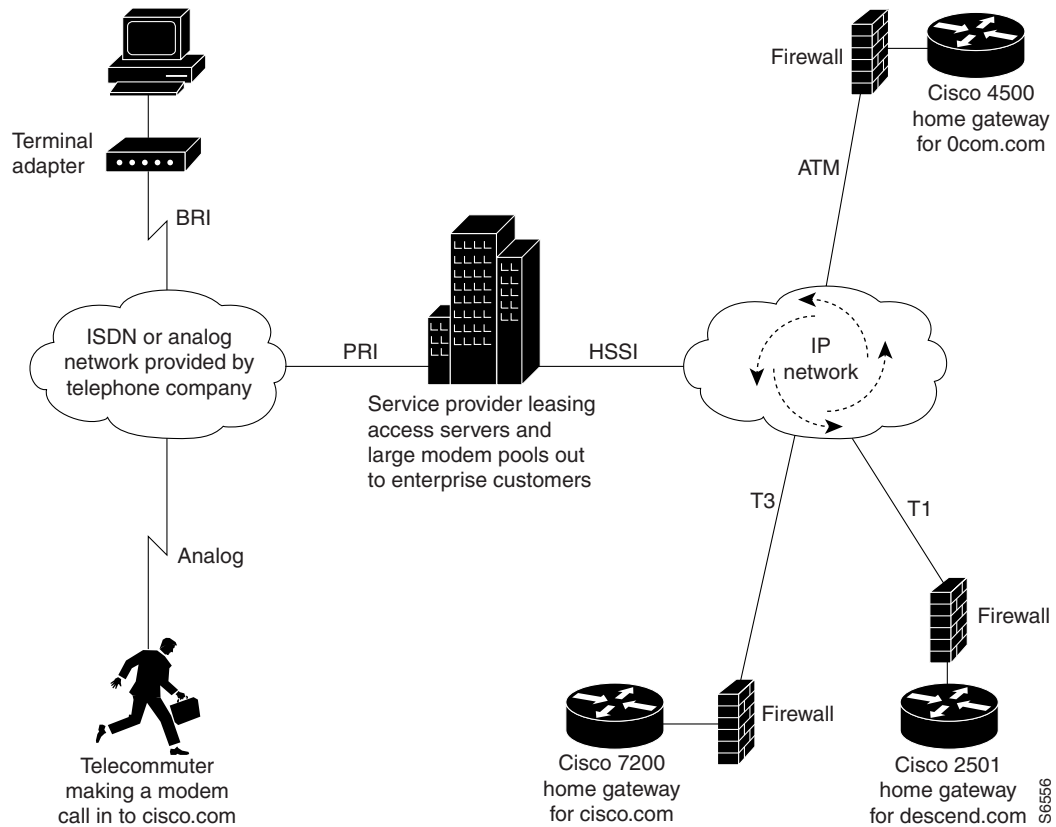 Terminal
adapter
BRI
ISDN or analog
network provided by
telephone company
Analog
Telecommuter
making a modem
call in to cisco.com
PRI
Service provider leasing
access servers and
large modem pools out
to enterprise customers
HSSI
IP
network
ATM
Firewall
Cisco 4500
home gateway
for 0com.com
T3
Firewall
Cisco 7200
home gateway
for cisco.com
T1
Firewall
Cisco 2501
home gateway
for descend.com
S6556